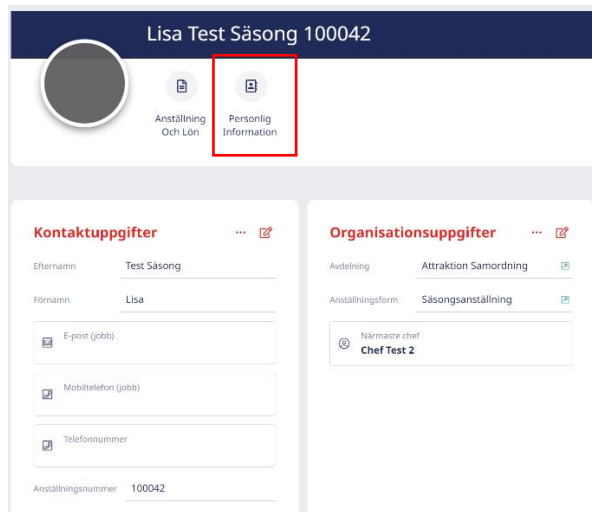 Lisa Test Säsong 100042
Anställning
Och Lön
Personlig
Information
Kontaktuppgifter ...
Efternamn Test Säsong
Förnamn Lisa
E-post (jobb)
Mobiltelefon (jobb)
Telefonnummer
Anställningsnummer 100042
Organisationsuppgifter ...
Avdelning Attraktion Samordning
Anställningsform Säsongsanställning
Närmaste chef
Chef Test 2